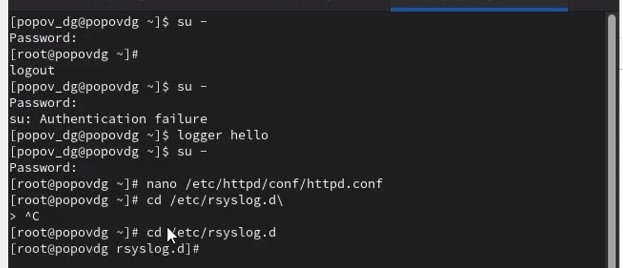 [popov_dg@popovdg ~]$ su -
Password:
[root@popovdg ~]#
logout
[popov_dg@popovdg ~]$ su -
Password:
su: Authentication failure
[popov_dg@popovdg ~]$ logger hello
[popov_dg@popovdg ~]$ su -
Password:
[root@popovdg ~]# nano /etc/httpd/conf/httpd.conf
[root@popovdg ~]# cd /etc/rsyslog.d\
> ^C
[root@popovdg ~]# cd /etc/rsyslog.d
[root@popovdg rsyslog.d]#